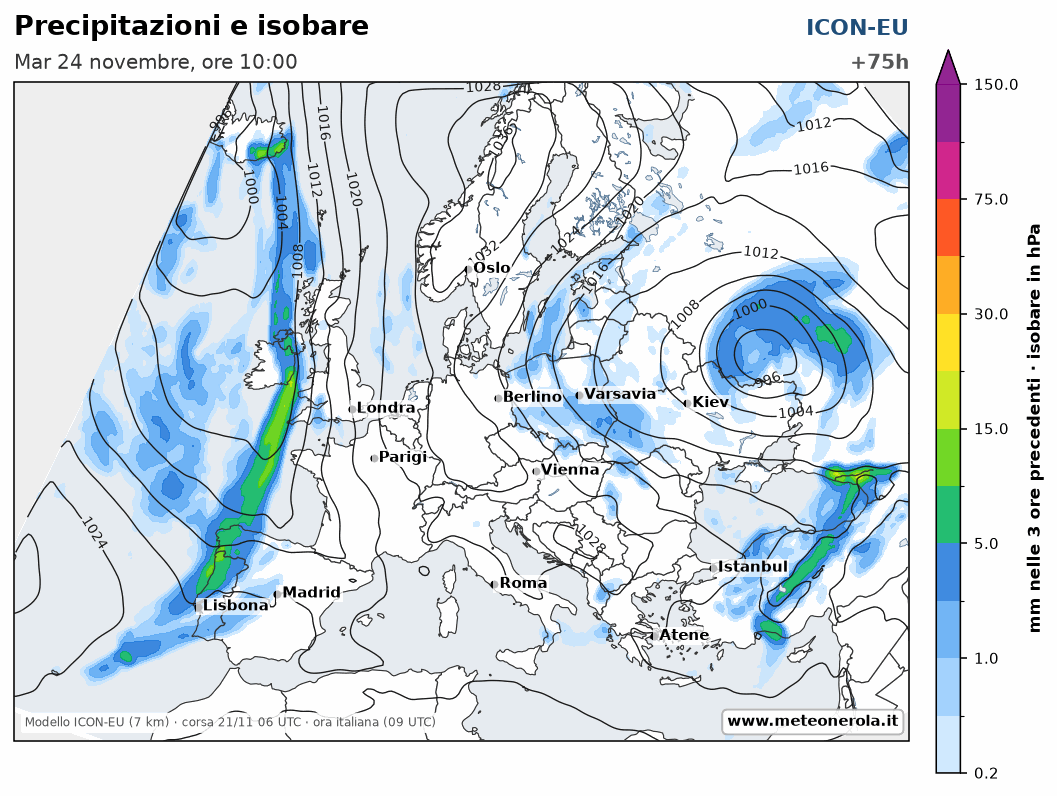 Precipitazioni e isobare
ICON-EU
Mar 24 novembre, ore 10:00
+75h
1028
1016
1012
1016
1000
1012
1020
1020
1004
1032
1024
1012
1008
1016
1008
1000
996
1004
1024
1028
Oslo
Londra
Berlino
Varsavia
Kiev
Parigi
Vienna
Istanbul
Roma
Madrid
Lisbona
Atene
Modello ICON-EU (7 km) · corsa 21/11 06 UTC · ora italiana (09 UTC)
www.meteonerola.it
150.0
75.0
30.0
15.0
5.0
1.0
0.2
mm nelle 3 ore precedenti · isobare in hPa